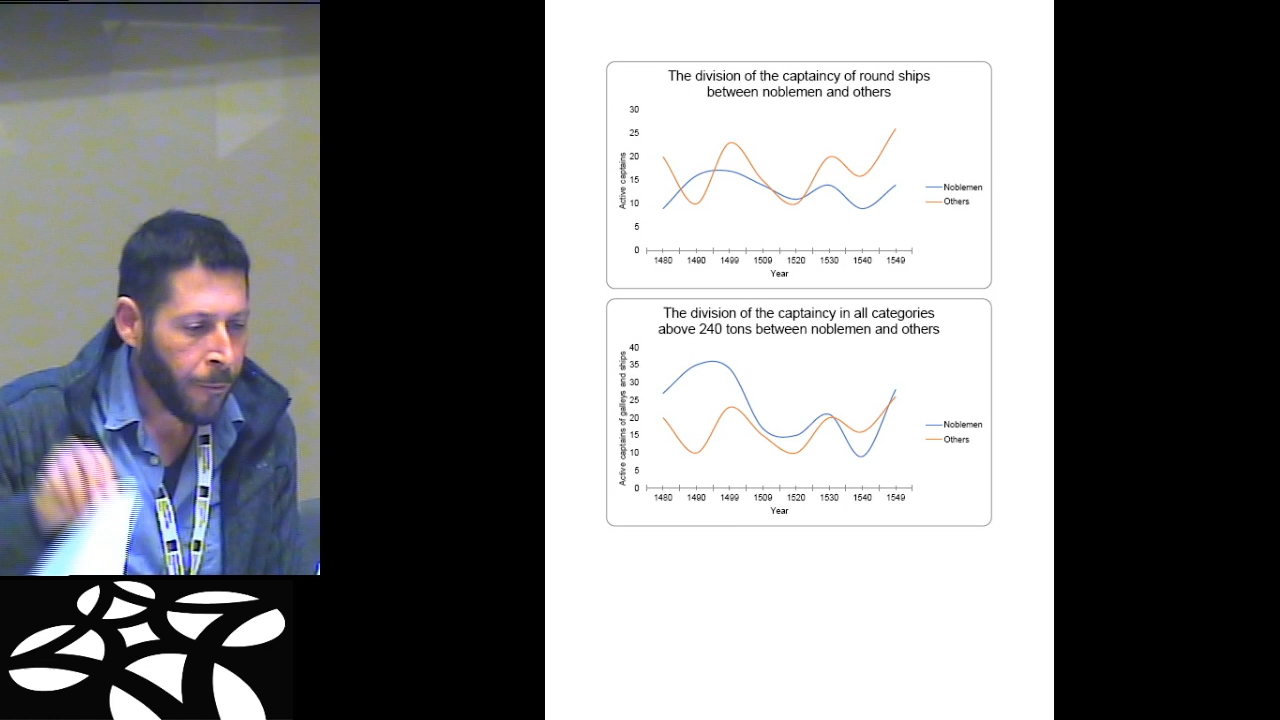 The division of the captaincy of round ships
between noblemen and others
30
25
20
15
10
5
0
Active captains
1480 1490 1499 1509 1520 1530 1540 1549
Year
Noblemen
Others
The division of the captaincy in all categories
above 240 tons between noblemen and others
40
35
30
25
20
15
10
5
0
Active captains of galleys and ships
1480 1490 1499 1509 1520 1530 1540 1549
Year
Noblemen
Others